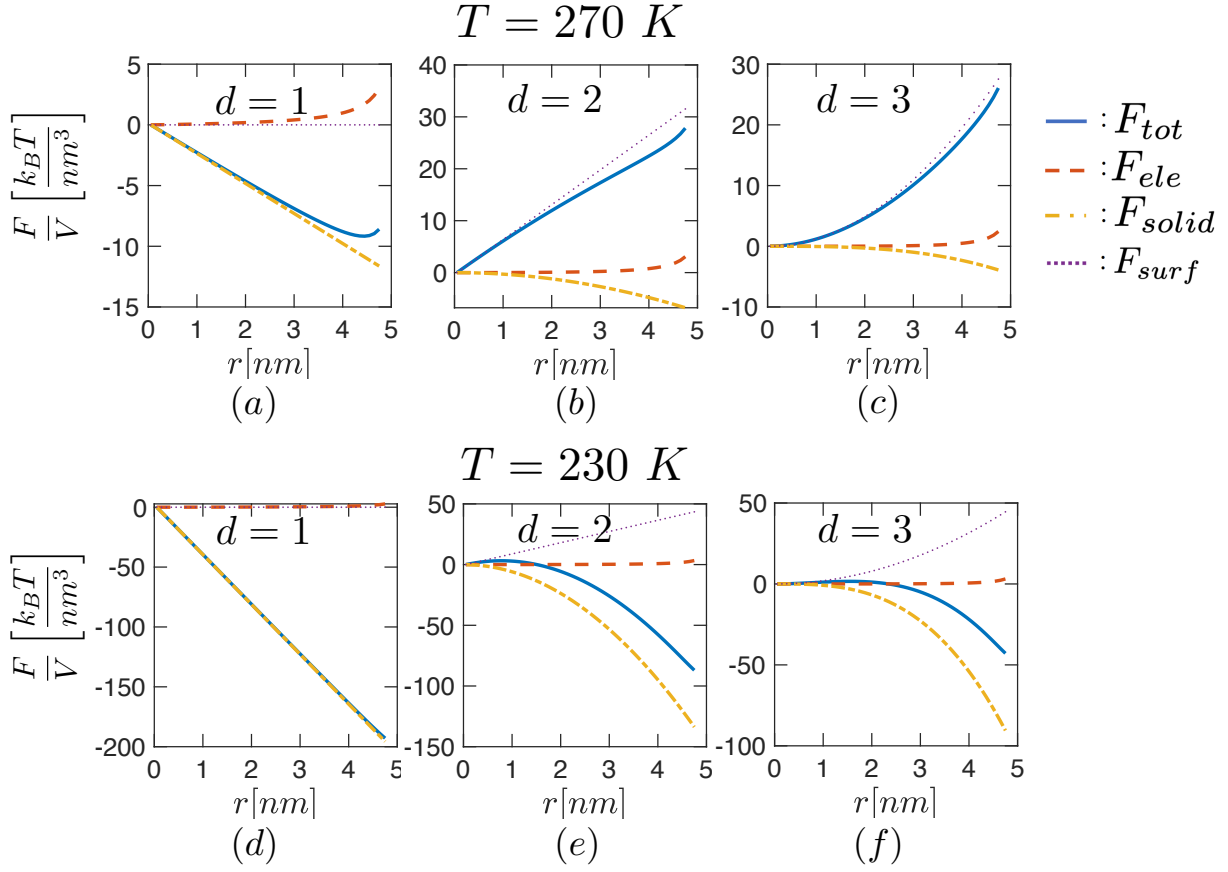 T = 270 K
F/V [k_B T / nm^3]
5
0
-5
-10
-15
d = 1
0 1 2 3 4 5
r[nm]
(a)
40
30
20
10
0
d = 2
0 1 2 3 4 5
r[nm]
(b)
30
20
10
0
-10
d = 3
0 1 2 3 4 5
r[nm]
(c)
: F_tot
: F_ele
: F_solid
: F_surf
T = 230 K
F/V [k_B T / nm^3]
0
-50
-100
-150
-200
d = 1
0 1 2 3 4 5
r[nm]
(d)
50
0
-50
-100
-150
d = 2
0 1 2 3 4 5
r[nm]
(e)
50
0
-50
-100
d = 3
0 1 2 3 4 5
r[nm]
(f)